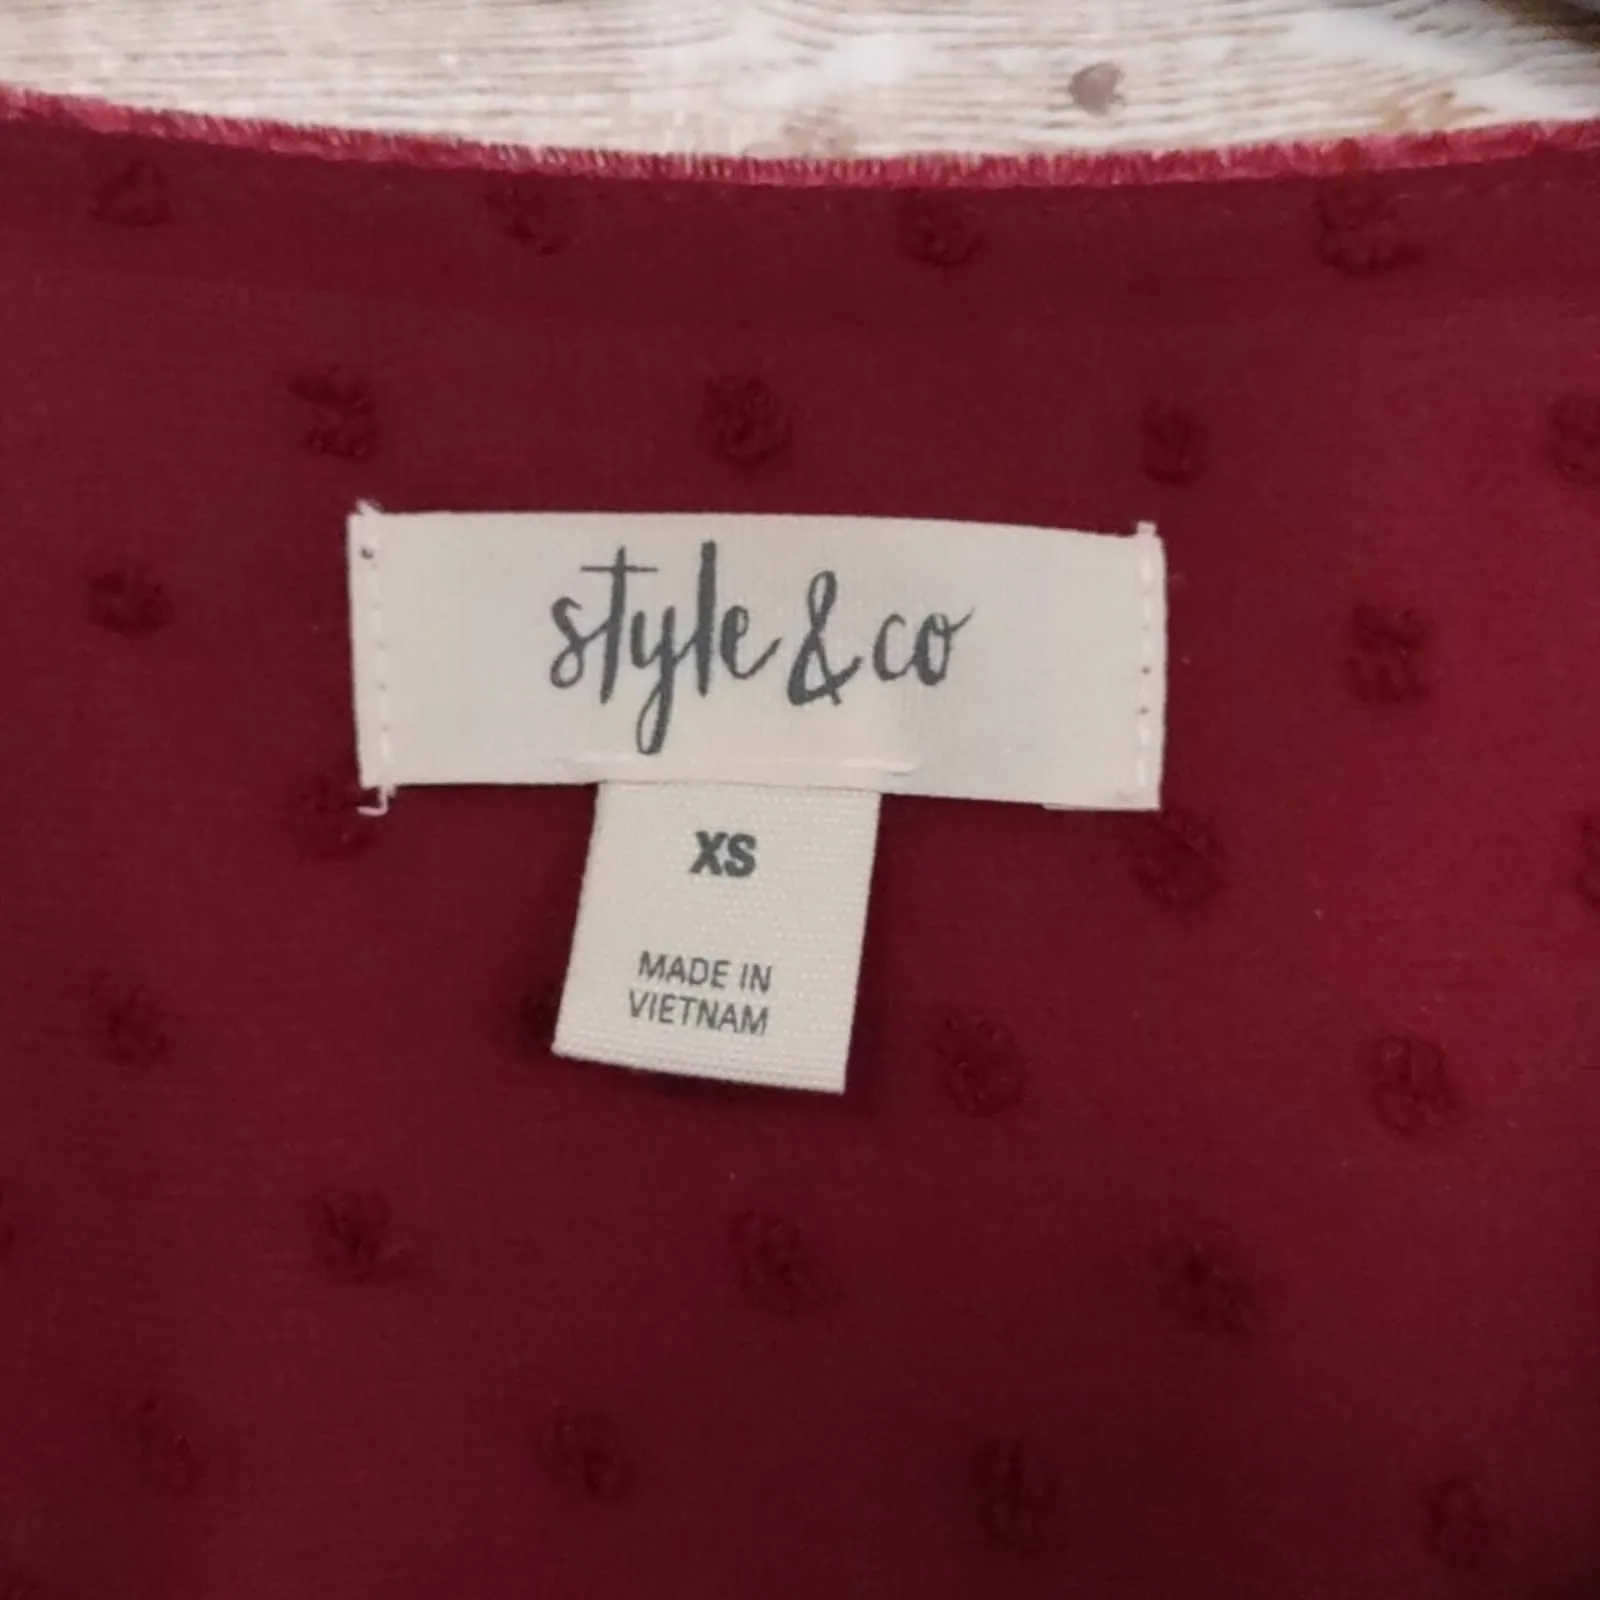 style & co
XS
MADE IN
VIETNAM